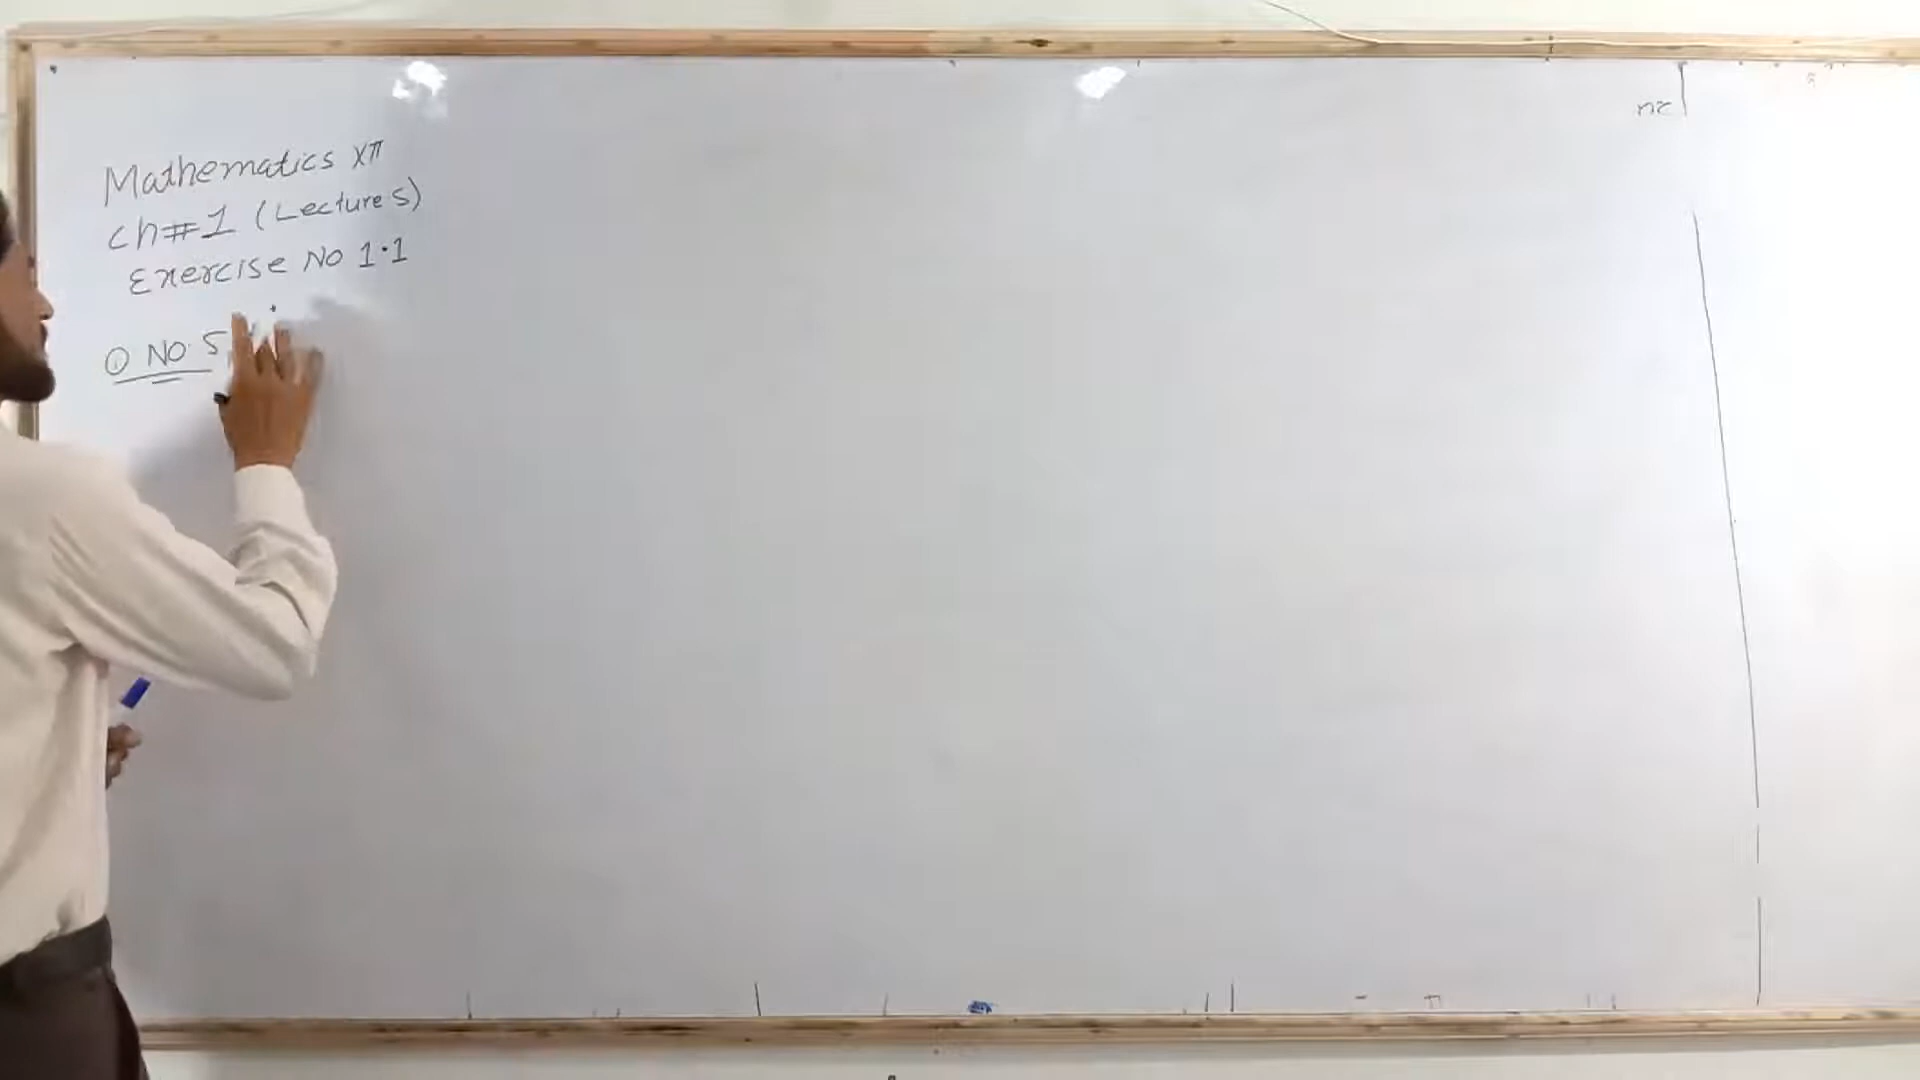 Mathematics XII
Ch#1 (Lecture 5)
Exercise No 1.1
Q No 5